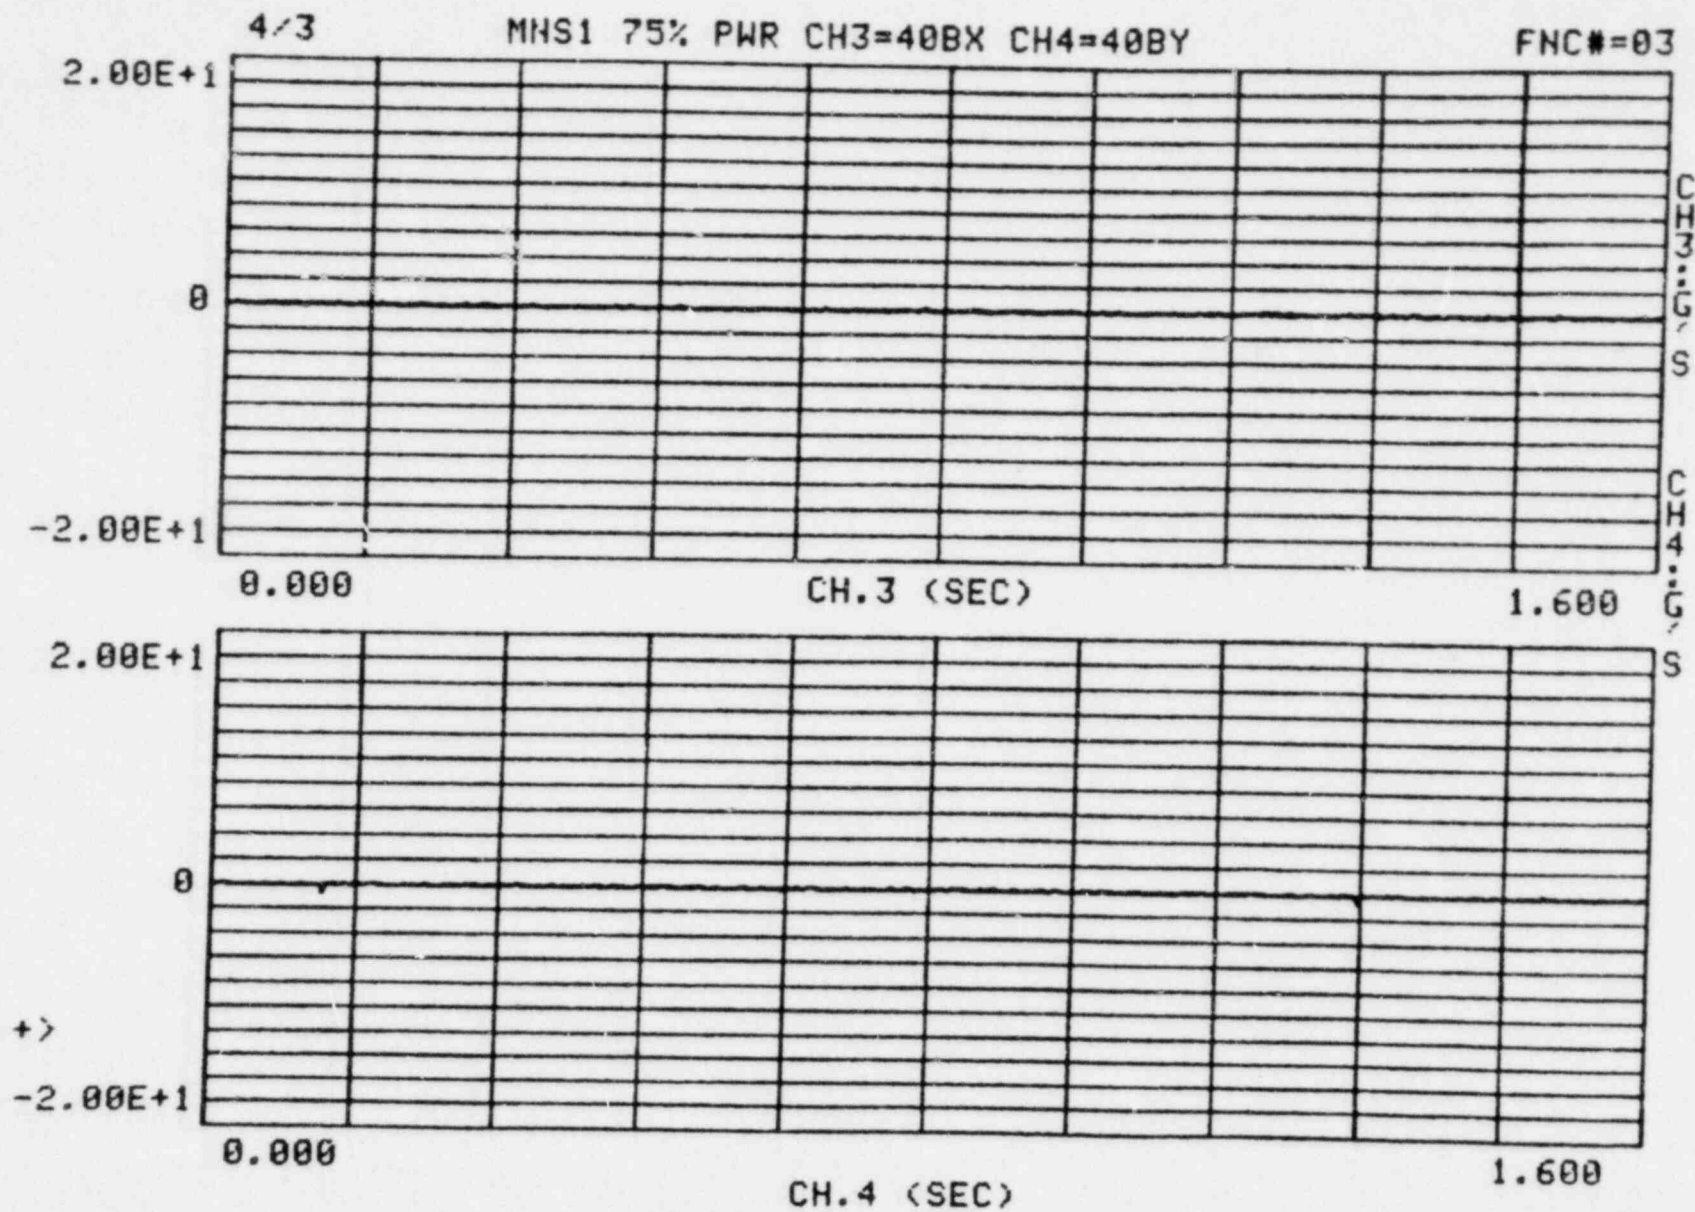 4/3 MNS1 75% PWR CH3=40BX CH4=40BY FNC#=03
2.00E+1
0
-2.00E+1
0.000 CH.3 (SEC) 1.600
CH3:G'S
CH4:G'S
2.00E+1
0
+>
-2.00E+1
0.000 CH.4 (SEC) 1.600